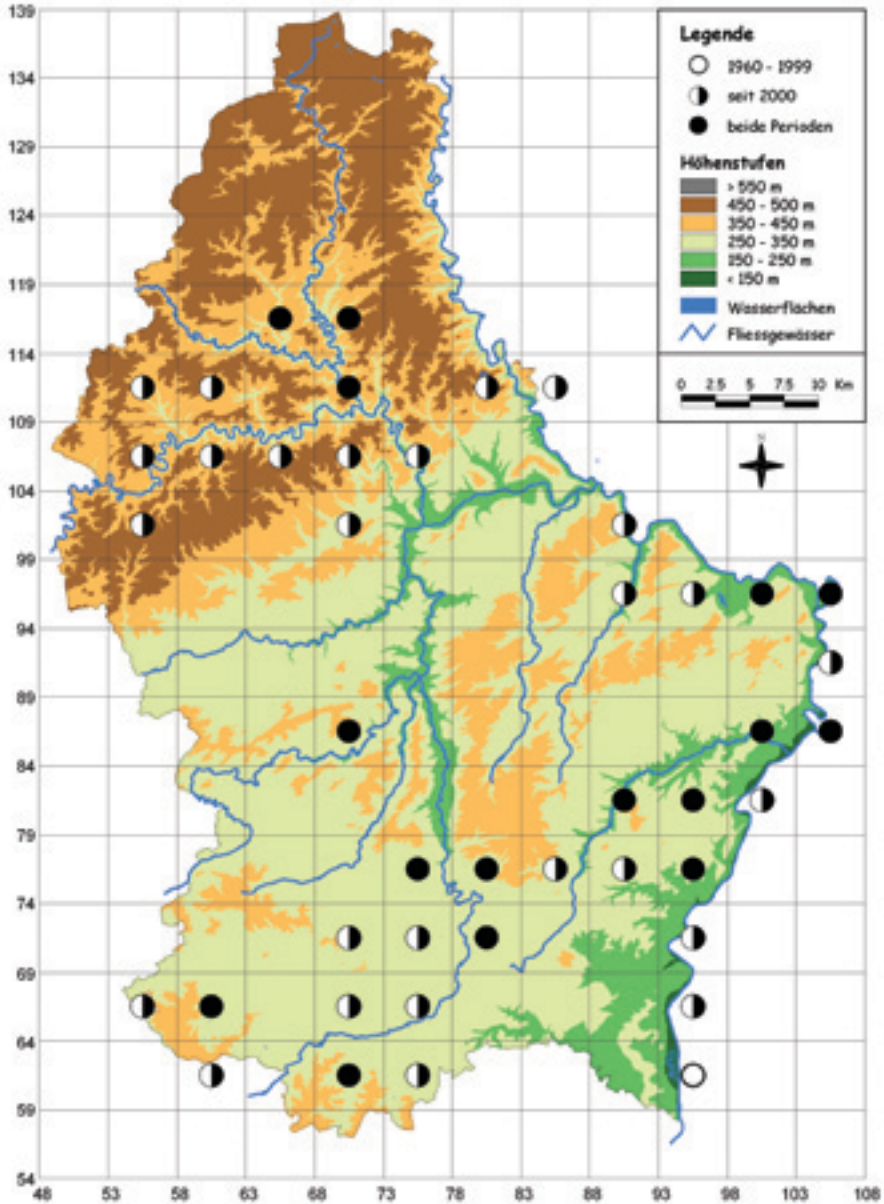 139
134
129
124
119
114
109
104
99
94
89
84
79
74
69
64
59
54
48 53 58 63 68 73 78 83 88 93 98 103 108
Legende
1960 - 1999
seit 2000
beide Perioden
Höhenstufen
> 550 m
450 - 500 m
350 - 450 m
250 - 350 m
150 - 250 m
< 150 m
Wasserflächen
Fliessgewässer
0 2.5 5 7.5 10 Km
N